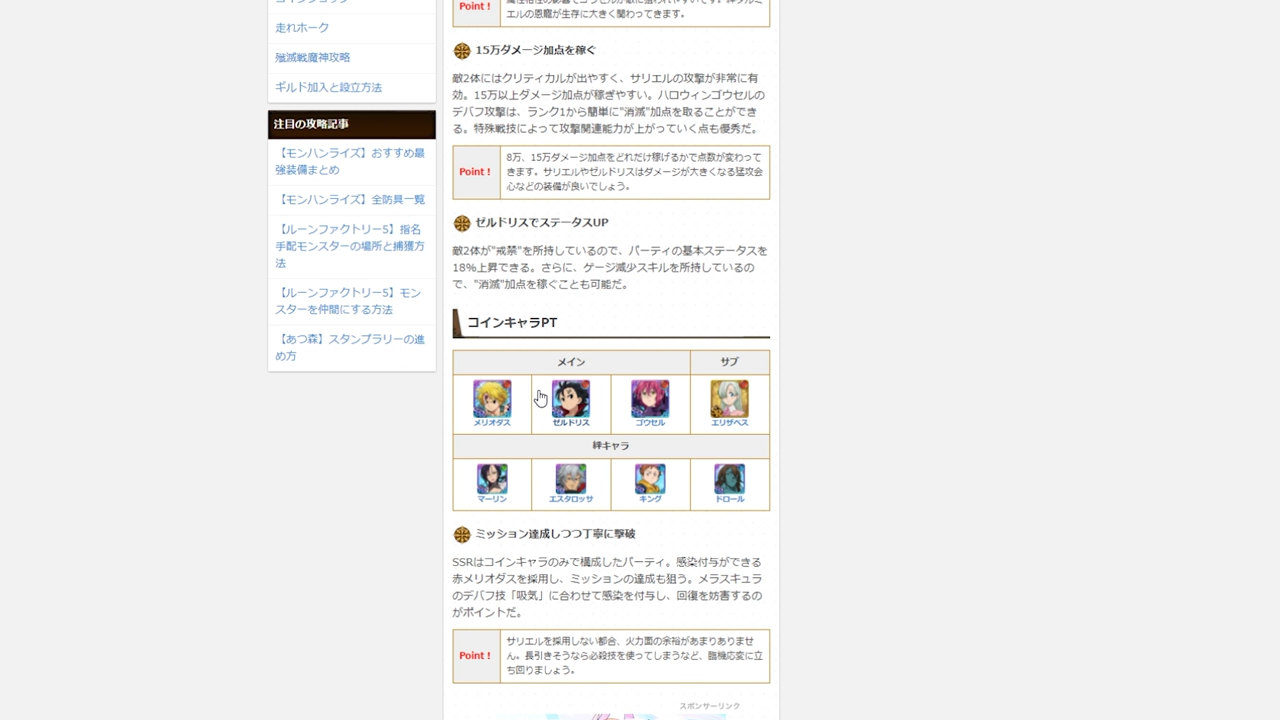 走れホーク
殲滅戦魔神攻略
ギルド加入と設立方法
注目の攻略記事
【モンハンライズ】おすすめ最
強装備まとめ
【モンハンライズ】全防具一覧
【ルーンファクトリー5】指名
手配モンスターの場所と捕獲方
法
【ルーンファクトリー5】モン
スターを仲間にする方法
【あつ森】スタンプラリーの進
め方
Point！
エルの恩寵が生存に大きく関わってきます。
15万ダメージ加点を稼ぐ
敵2体にはクリティカルが出やすく、サリエルの攻撃が非常に有
効。15万以上ダメージ加点が稼ぎやすい。ハロウィンゴウセルの
デバフ攻撃は、ランク1から簡単に"消滅"加点を取ることができ
る。特殊戦技によって攻撃関連能力が上がっていく点も優秀だ。
Point！
8万、15万ダメージ加点をどれだけ稼げるかで点数が変わって
きます。サリエルやゼルドリスはダメージが大きくなる猛攻会
心などの装備が良いでしょう。
ゼルドリスでステータスUP
敵2体が"戒禁"を所持しているので、パーティの基本ステータスを
18%上昇できる。さらに、ゲージ減少スキルを所持しているの
で、"消滅"加点を稼ぐことも可能だ。
コインキャラPT
メイン サブ
メリオダス ゼルドリス ゴウセル エリザベス
絆キャラ
マーリン エスタロッサ キング ドロール
ミッション達成しつつ丁寧に撃破
SSRはコインキャラのみで構成したパーティ。感染付与ができる
赤メリオダスを採用し、ミッションの達成も狙う。メラスキュラ
のデバフ技「吸気」に合わせて感染を付与し、回復を妨害するの
がポイントだ。
Point！
サリエルを採用しない都合、火力面の余裕があまりありませ
ん。長引きそうなら必殺技を使ってしまうなど、臨機応変に立
ち回りましょう。
スポンサーリンク